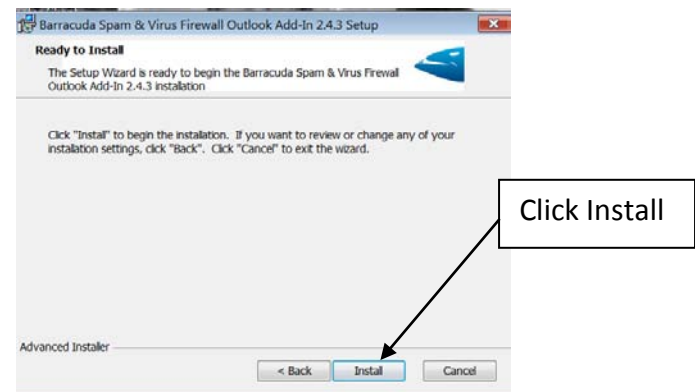 Barracuda Spam & Virus Firewall Outlook Add-In 2.4.3 Setup
Ready to Install
The Setup Wizard is ready to begin the Barracuda Spam & Virus Firewall
Outlook Add-In 2.4.3 installation
Click "Install" to begin the installation. If you want to review or change any of your
installation settings, click "Back". Click "Cancel" to exit the wizard.
Click Install
Advanced Installer
< Back Install Cancel